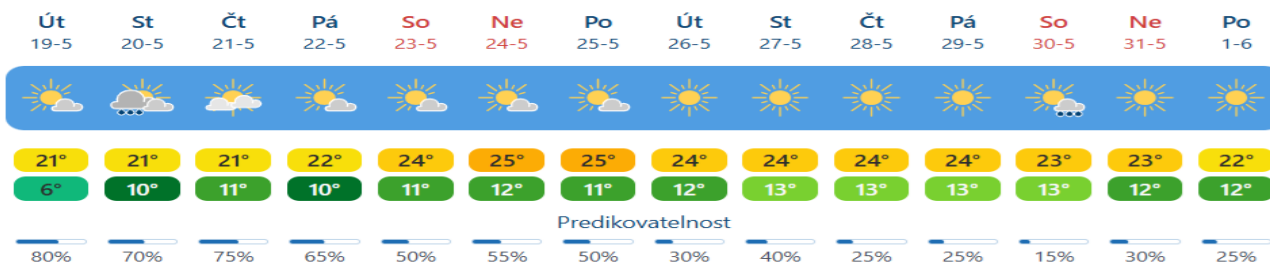 Út St Čt Pá So Ne Po Út St Čt Pá So Ne Po
19-5 20-5 21-5 22-5 23-5 24-5 25-5 26-5 27-5 28-5 29-5 30-5 31-5 1-6
21° 21° 21° 22° 24° 25° 25° 24° 24° 24° 24° 23° 23° 22°
6° 10° 11° 10° 11° 12° 11° 12° 13° 13° 13° 13° 12° 12°
Predikovatelnost
80% 70% 75% 65% 50% 55% 50% 30% 40% 25% 25% 15% 30% 25%